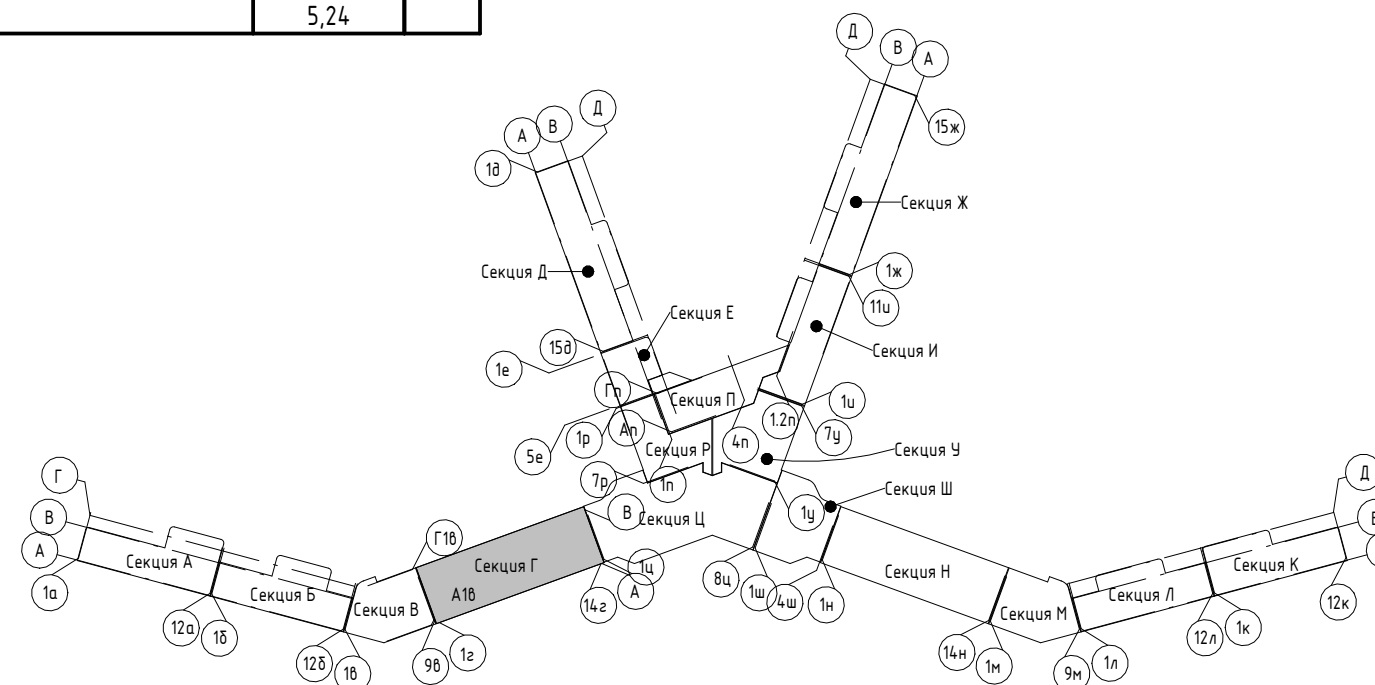 5,24
Д
В
А
Д
В
А
15ж
1д
Секция Ж
Секция Д
1ж
11и
Секция Е
15д
Секция И
1е
Гп
Секция П
1и
1.2п
Ап
1р
4п
7у
5е
Секция Р
Секция У
Г
7р
1п
Д
Секция Ш
В
В
Секция Ц
1у
А
Г1в
Секция А
Секция Г
1ц
8ц
Секция Н
Секция К
1а
Секция Б
А1в
А
1ш
Секция Л
Секция В
14г
4ш
1н
Секция М
12к
12а
1б
12л
1к
12б
1в
9в
1г
14н
1м
9м
1л